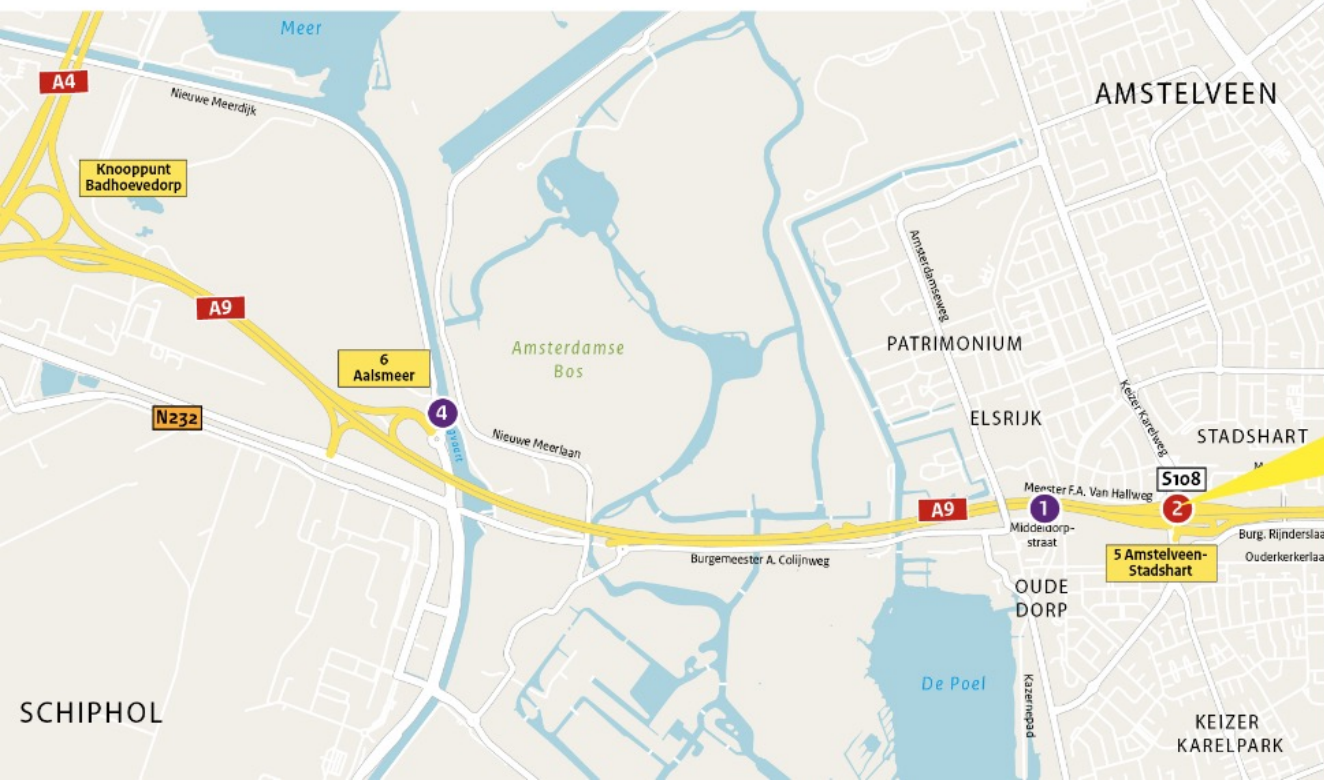 Meer
A4
Nieuwe Meerdijk
AMSTELVEEN
Knooppunt
Badhoevedorp
Amsterdamseweg
A9
PATRIMONIUM
Amsterdamse
Bos
6
Aalsmeer
Keizer Karelweg
N232
4
ELSRIJK
STADSHART
Nieuwe Meerlaan
S108
Meester F.A. Van Hallweg
A9
1
2
Middeldorp-
straat
Burg. Rijnderslaa
5 Amstelveen-
Stadshart
Ouderkerkerlaa
Burgemeester A. Colijnweg
OUDE
DORP
De Poel
Kazernepad
SCHIPHOL
KEIZER
KARELPARK